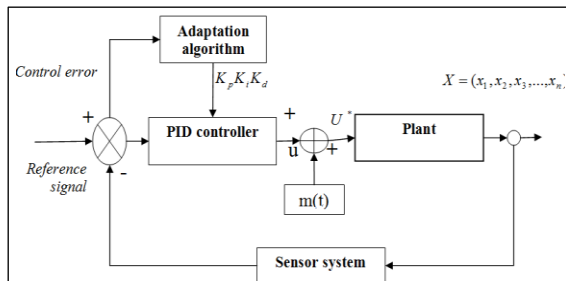 Adaptation
algorithm
Control error
K_p K_i K_d
X = (x_1, x_2, x_3, ..., x_n)
+
PID controller
+
u
+
U *
Plant
Reference
signal
-
m(t)
Sensor system